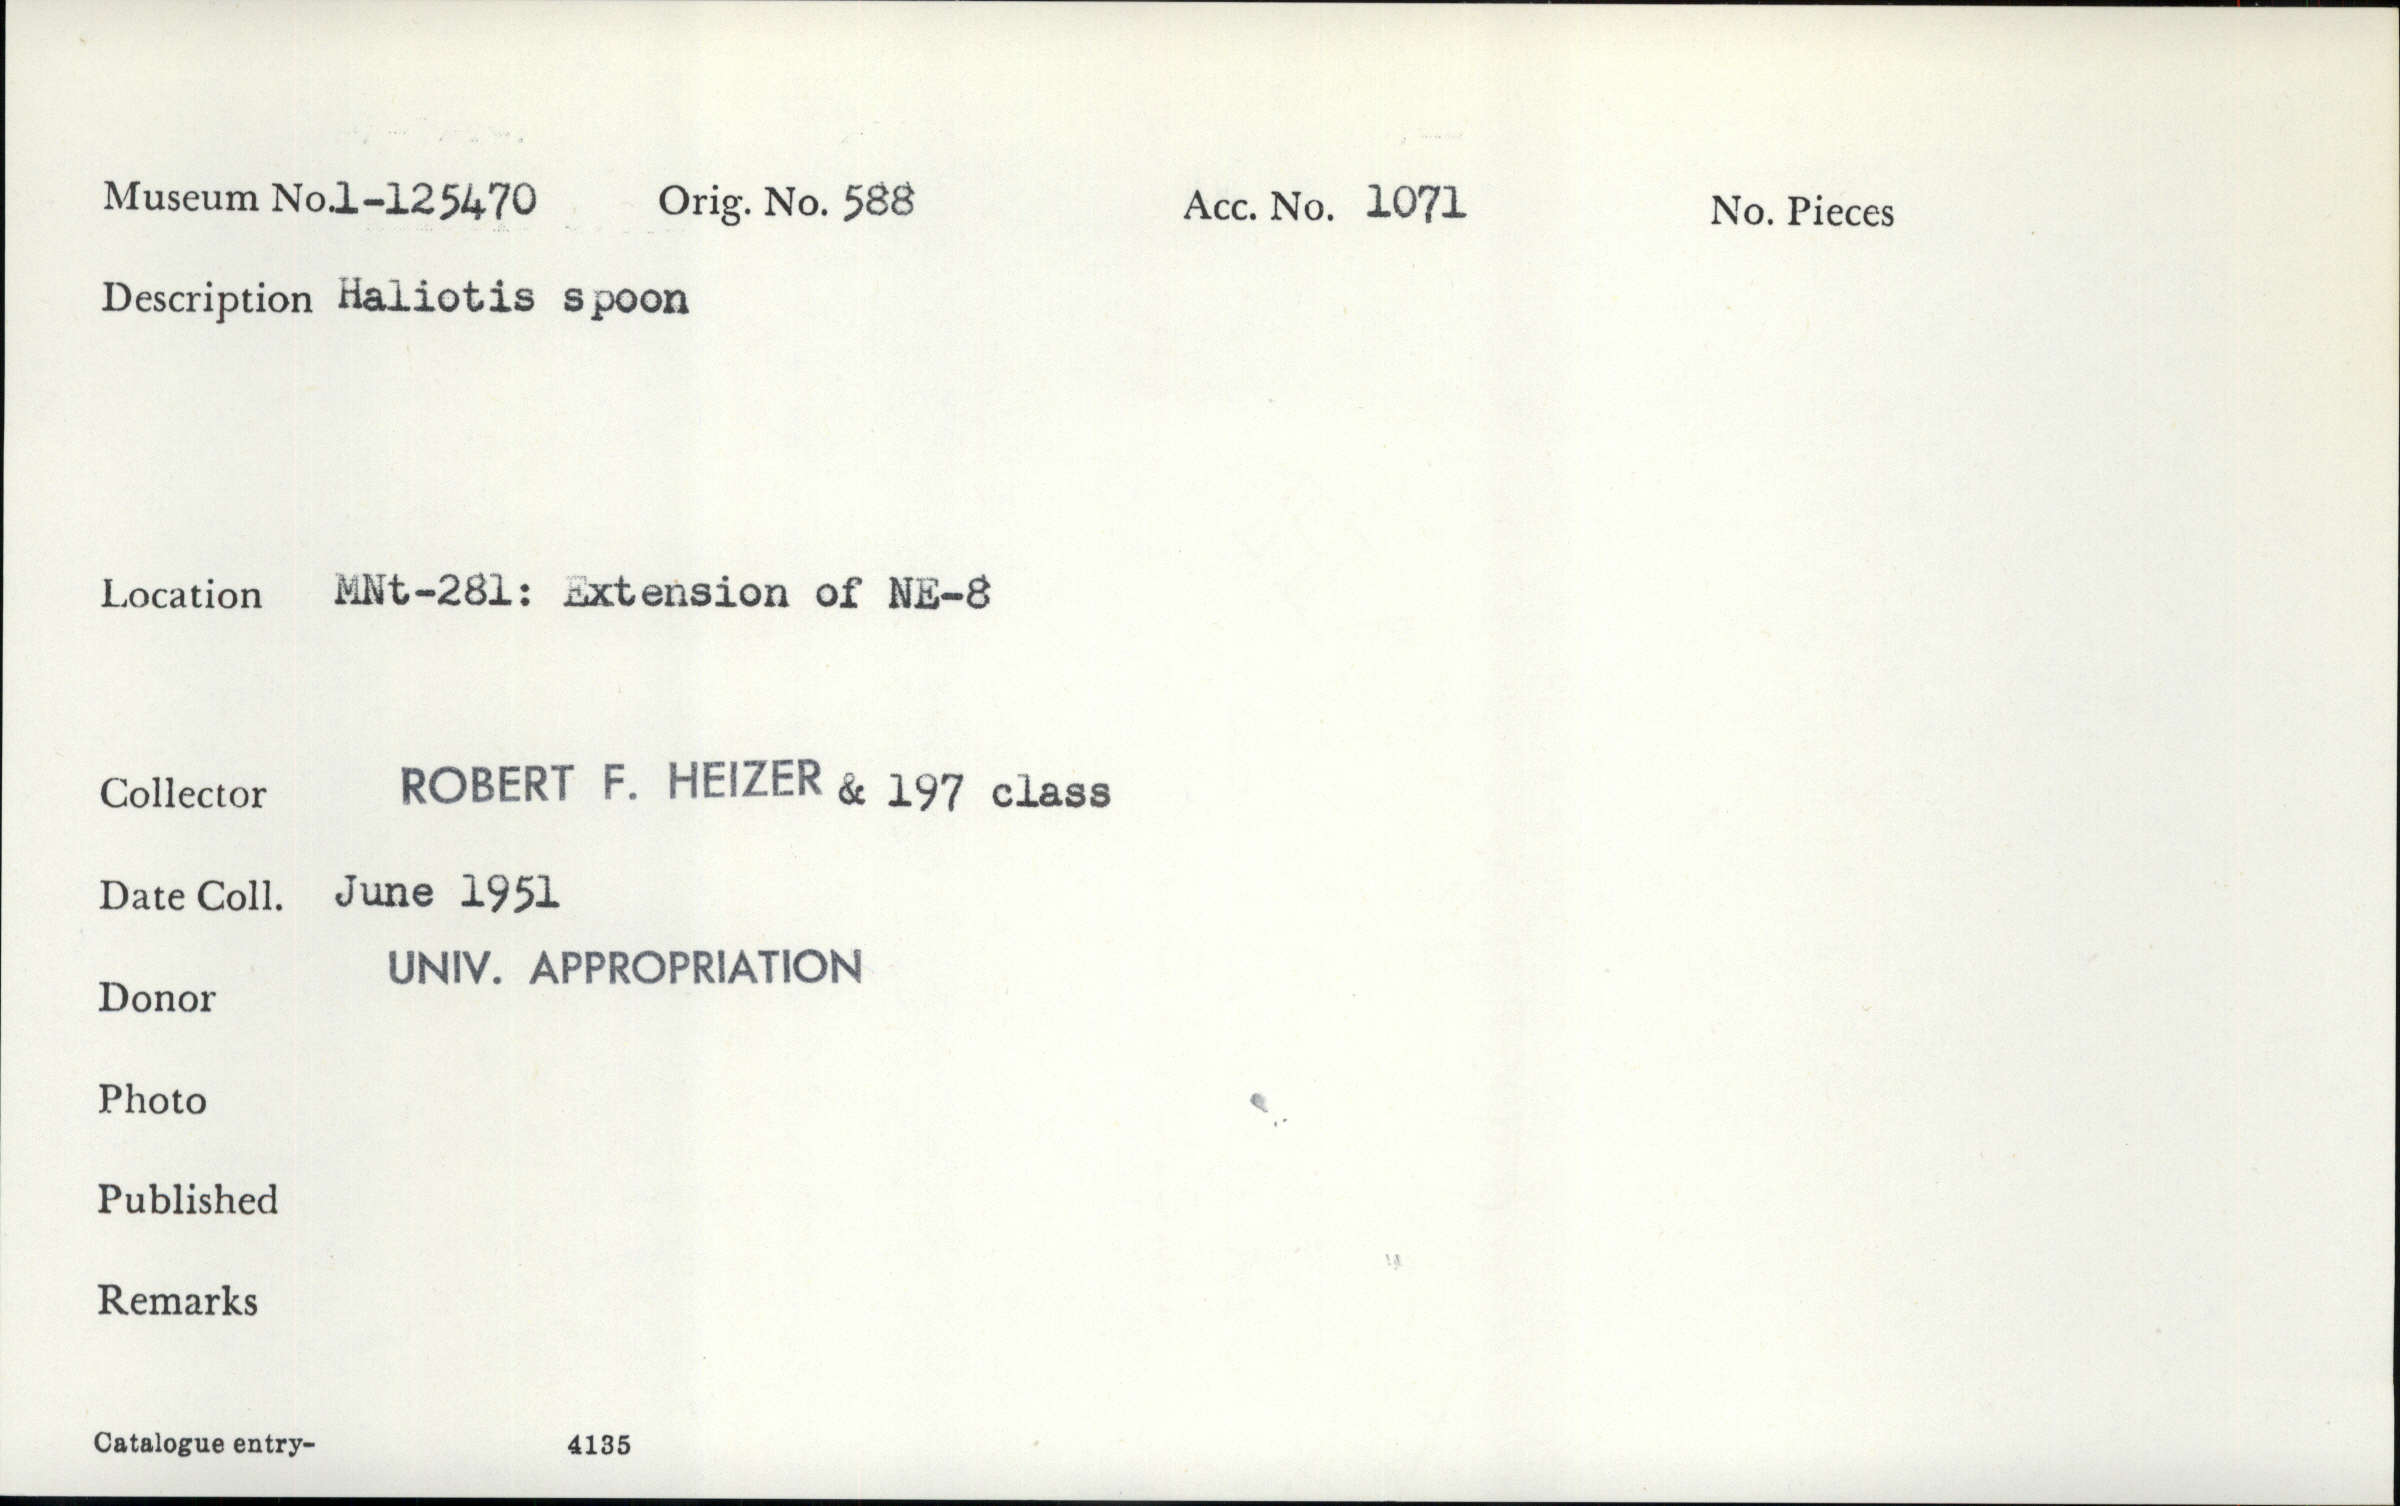 Museum No.1-125470 Orig. No. 588 Acc. No. 1071 No. Pieces
Description Haliotis spoon
Location MNt-281: Extension of NE-8
Collector ROBERT F. HEIZER & 197 class
Date Coll. June 1951
UNIV. APPROPRIATION
Donor
Photo
Published
Remarks
Catalogue entry- 4135